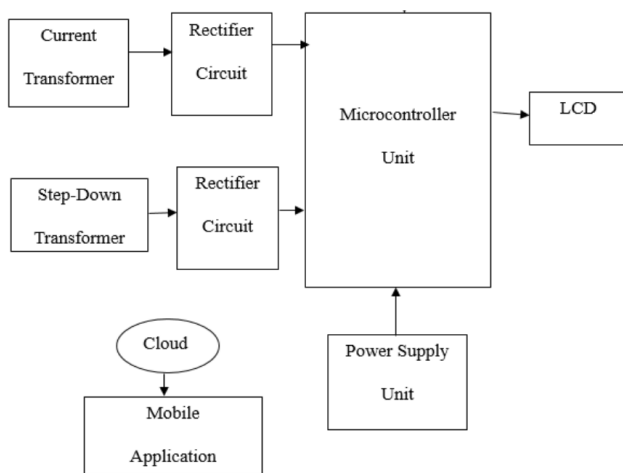 Current
Transformer
Rectifier
Circuit
Microcontroller
Unit
LCD
Step-Down
Transformer
Rectifier
Circuit
Cloud
Power Supply
Unit
Mobile
Application